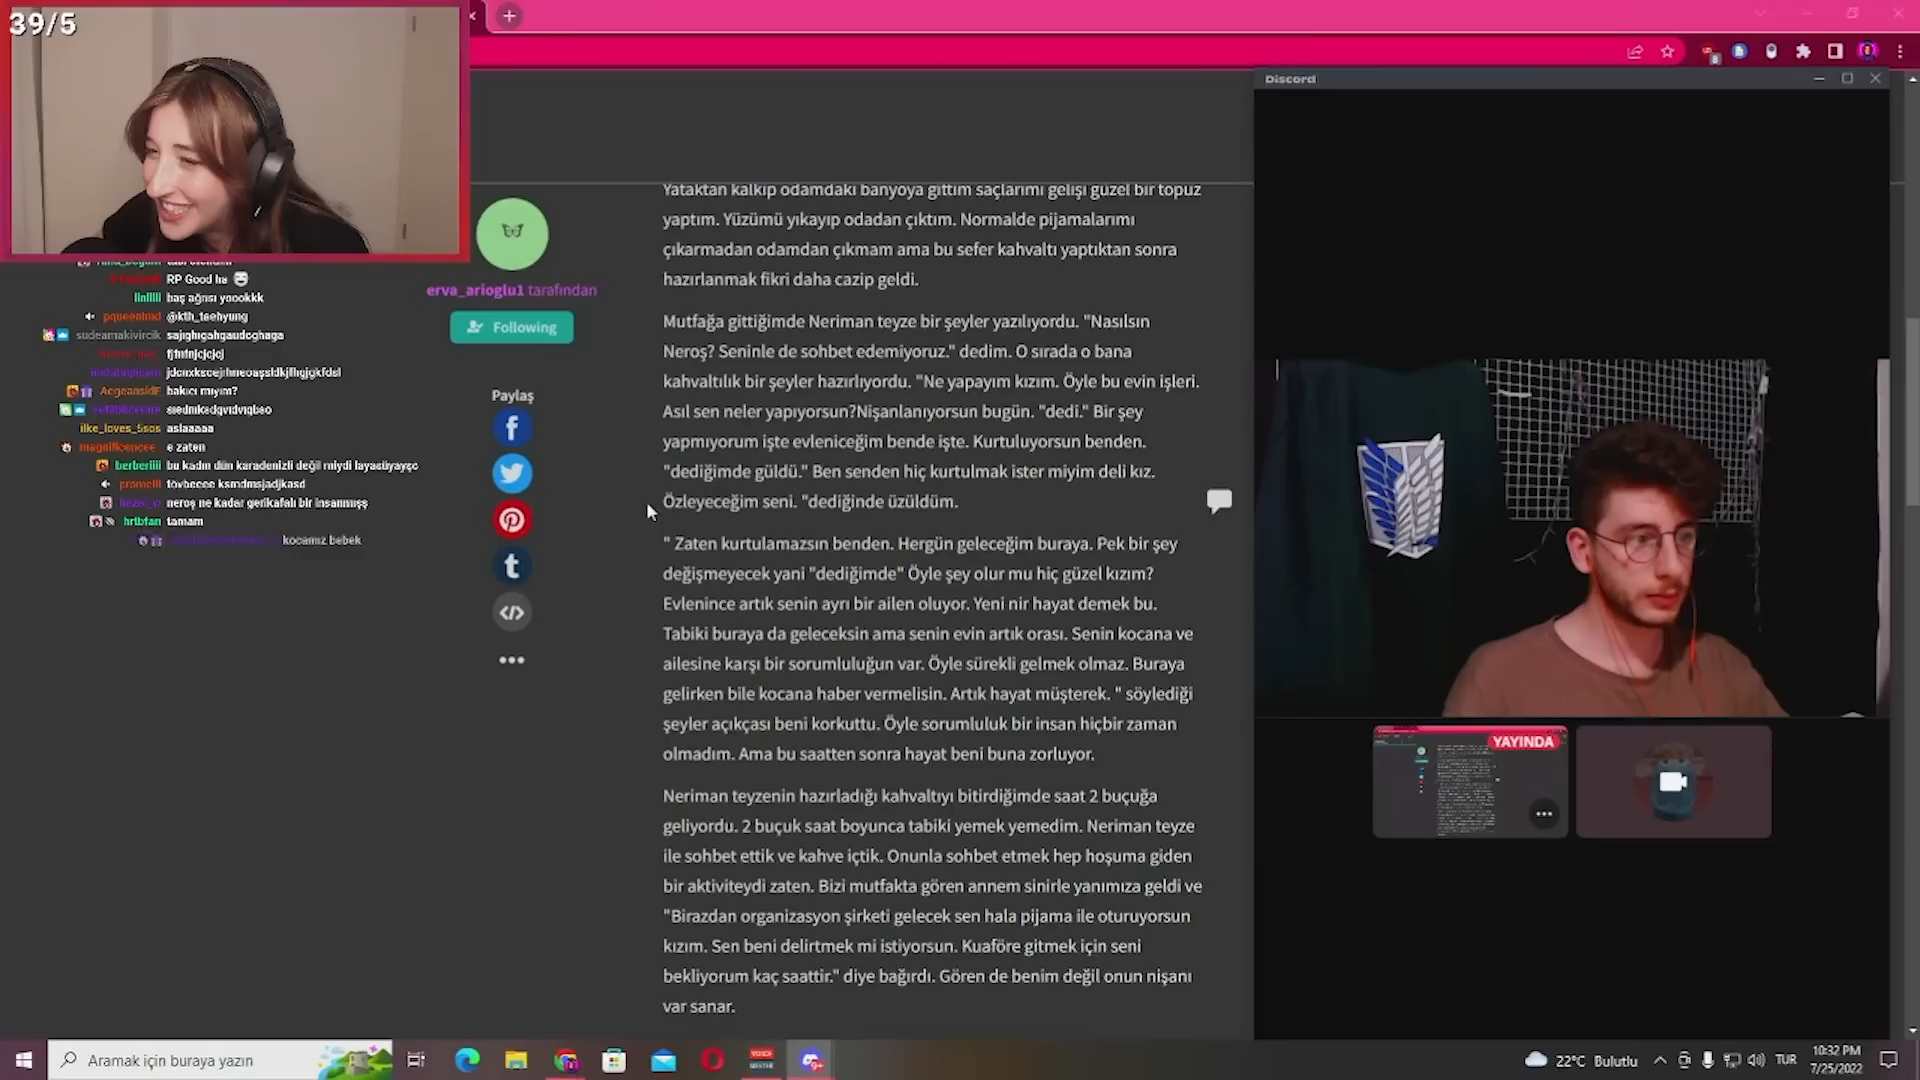 39/5
Discord
RP Good ha
linlllll baş ağrısı yoookkk
pqueenlmd @kth_taehyung
sudeamakivircik
fjfnfnjcjcjcj
AcgeansidF bakıcı mıyım?
ilke_loves_5sos aslaaaaa
magnificencee e zaten
berberiiii bu kadın dün karadenizli değil miydi
promelll tövbeeee ksmdmsjadjkasd
neroş ne kadar gerikafalı bir insanmışş
hrtbfan tamam
kocamız bebek
erva_arioglu1 tarafından
Following
Paylaş
Yataktan kalkıp odamdaki banyoya gittim saçlarımı gelişi güzel bir topuz
yaptım. Yüzümü yıkayıp odadan çıktım. Normalde pijamalarımı
çıkarmadan odamdan çıkmam ama bu sefer kahvaltı yaptıktan sonra
hazırlanmak fikri daha cazip geldi.
Mutfağa gittiğimde Neriman teyze bir şeyler yazılıyordu. "Nasılsın
Neroş? Seninle de sohbet edemiyoruz." dedim. O sırada o bana
kahvaltılık bir şeyler hazırlıyordu. "Ne yapayım kızım. Öyle bu evin işleri.
Asıl sen neler yapıyorsun?Nişanlanıyorsun bugün. "dedi." Bir şey
yapmıyorum işte evleniceğim bende işte. Kurtuluyorsun benden.
"dediğimde güldü." Ben senden hiç kurtulmak ister miyim deli kız.
Özleyeceğim seni. "dediğinde üzüldüm.
" Zaten kurtulamazsın benden. Hergün geleceğim buraya. Pek bir şey
değişmeyecek yani "dediğimde" Öyle şey olur mu hiç güzel kızım?
Evlenince artık senin ayrı bir ailen oluyor. Yeni nir hayat demek bu.
Tabiki buraya da geleceksin ama senin evin artık orası. Senin kocana ve
ailesine karşı bir sorumluluğun var. Öyle sürekli gelmek olmaz. Buraya
gelirken bile kocana haber vermelisin. Artık hayat müşterek. " söylediği
şeyler açıkçası beni korkuttu. Öyle sorumluluk bir insan hiçbir zaman
olmadım. Ama bu saatten sonra hayat beni buna zorluyor.
Neriman teyzenin hazırladığı kahvaltıyı bitirdiğimde saat 2 buçuğa
geliyordu. 2 buçuk saat boyunca tabiki yemek yemedim. Neriman teyze
ile sohbet ettik ve kahve içtik. Onunla sohbet etmek hep hoşuma giden
bir aktiviteydi zaten. Bizi mutfakta gören annem sinirle yanımıza geldi ve
"Birazdan organizasyon şirketi gelecek sen hala pijama ile oturuyorsun
kızım. Sen beni delirtmek mi istiyorsun. Kuaföre gitmek için seni
bekliyorum kaç saattir." diye bağırdı. Gören de benim değil onun nişanı
var sanar.
YAYINDA
Aramak için buraya yazın
22°C Bulutlu
TUR
10:32 PM
7/25/2022